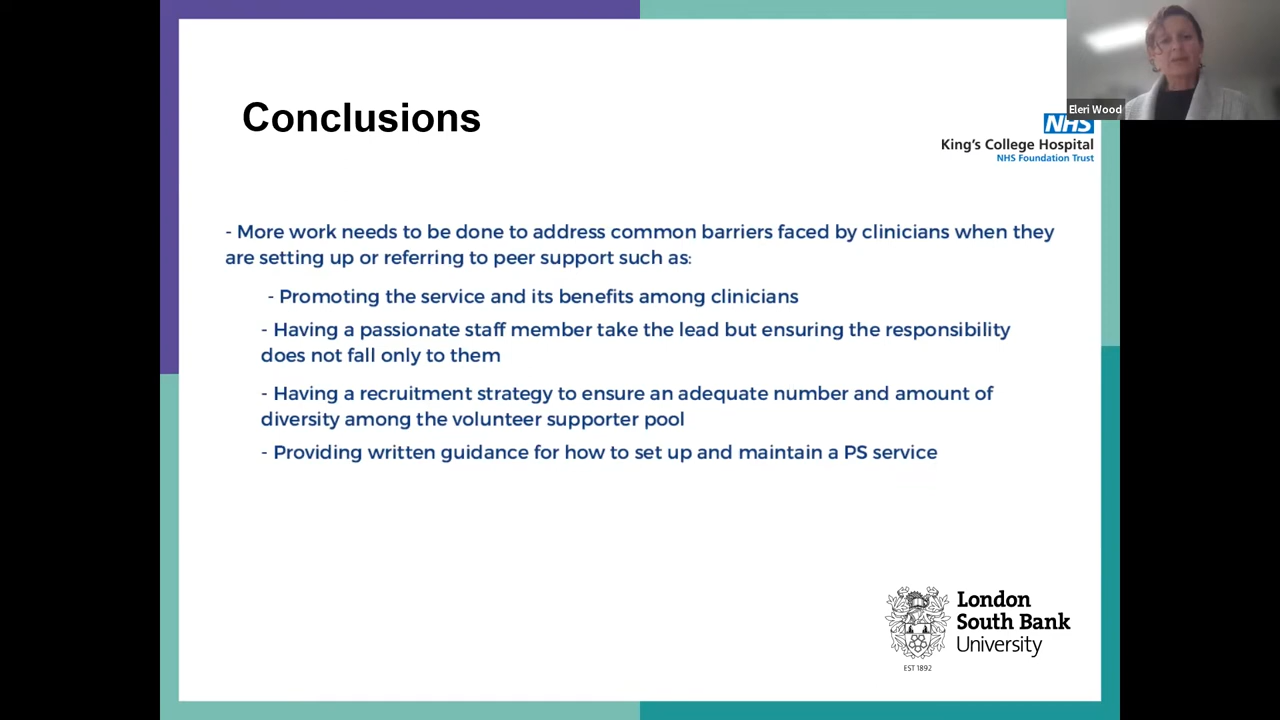 Conclusions
Eleri Wood
NHS
King's College Hospital
NHS Foundation Trust
- More work needs to be done to address common barriers faced by clinicians when they
are setting up or referring to peer support such as:
- Promoting the service and its benefits among clinicians
- Having a passionate staff member take the lead but ensuring the responsibility
does not fall only to them
- Having a recruitment strategy to ensure an adequate number and amount of
diversity among the volunteer supporter pool
- Providing written guidance for how to set up and maintain a PS service
London
South Bank
University
EST 1892